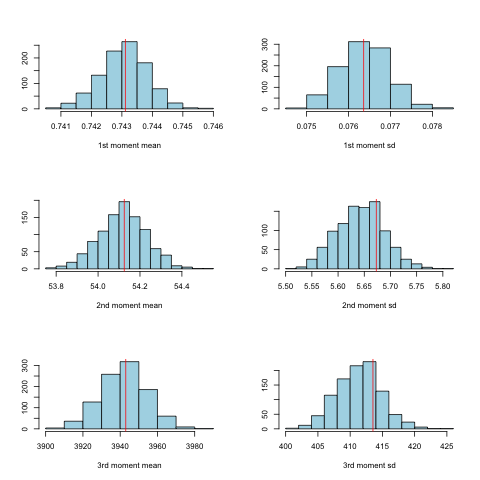 0 100 200
0.741 0.742 0.743 0.744 0.745 0.746
1st moment mean
0 100 200 300
0.075 0.076 0.077 0.078
1st moment sd
0 50 150
53.8 54.0 54.2 54.4
2nd moment mean
0 50 100
5.50 5.55 5.60 5.65 5.70 5.75 5.80
2nd moment sd
0 100 200 300
3900 3920 3940 3960 3980
3rd moment mean
0 50 150
400 405 410 415 420 425
3rd moment sd